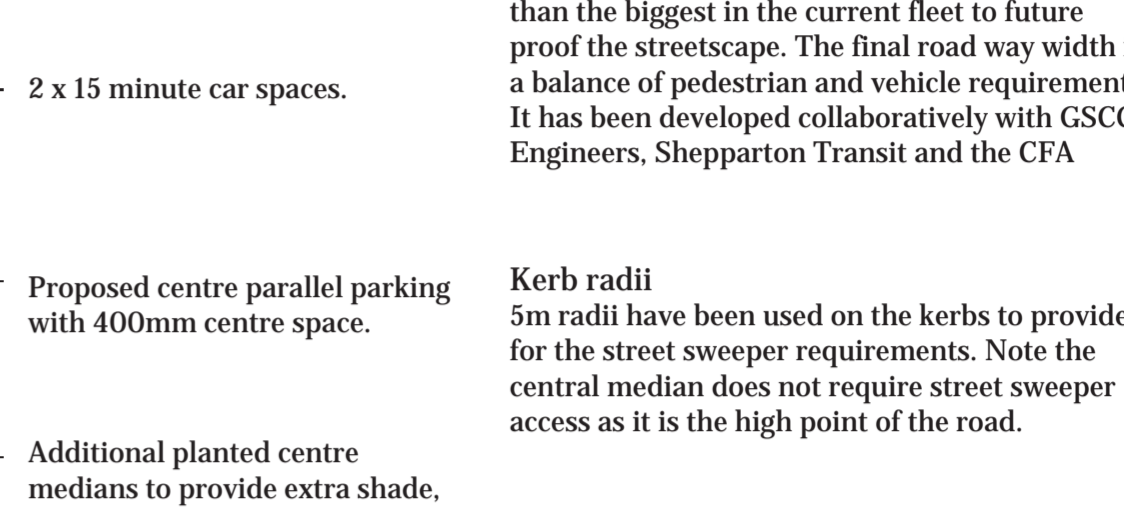 2 x 15 minute car spaces.
Proposed centre parallel parking
with 400mm centre space.
Additional planted centre
medians to provide extra shade,
than the biggest in the current fleet to future
proof the streetscape. The final road way width
a balance of pedestrian and vehicle requirement
It has been developed collaboratively with GSCC
Engineers, Shepparton Transit and the CFA
Kerb radii
5m radii have been used on the kerbs to provide
for the street sweeper requirements. Note the
central median does not require street sweeper
access as it is the high point of the road.